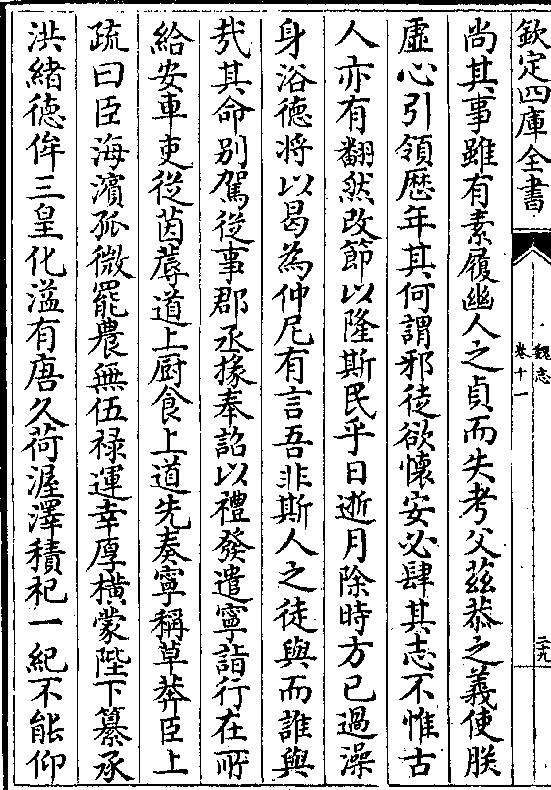 欽定四庫全書
魏志
卷十一
二十九
尚其事雖有素履幽人之貞而失考父茲恭之義使朕
虛心引領歴年其何謂邪徒欲懐安必肆其志不惟古
人亦有翻然改節以隆斯民乎日逝月除時方已過澡
身浴德將以曷為仲尼有言吾非斯人之徒與而誰與
㢤其命别駕從事郡丞掾奉詔以禮發遣寧詣行在所
給安車吏從茵蓐道上廚食上道先奏寧稱草莽臣上
疏曰臣海濱孤微罷農無伍禄運幸厚橫蒙陛下纂承
洪緒德侔三皇化溢有唐久荷渥澤積祀一紀不能仰